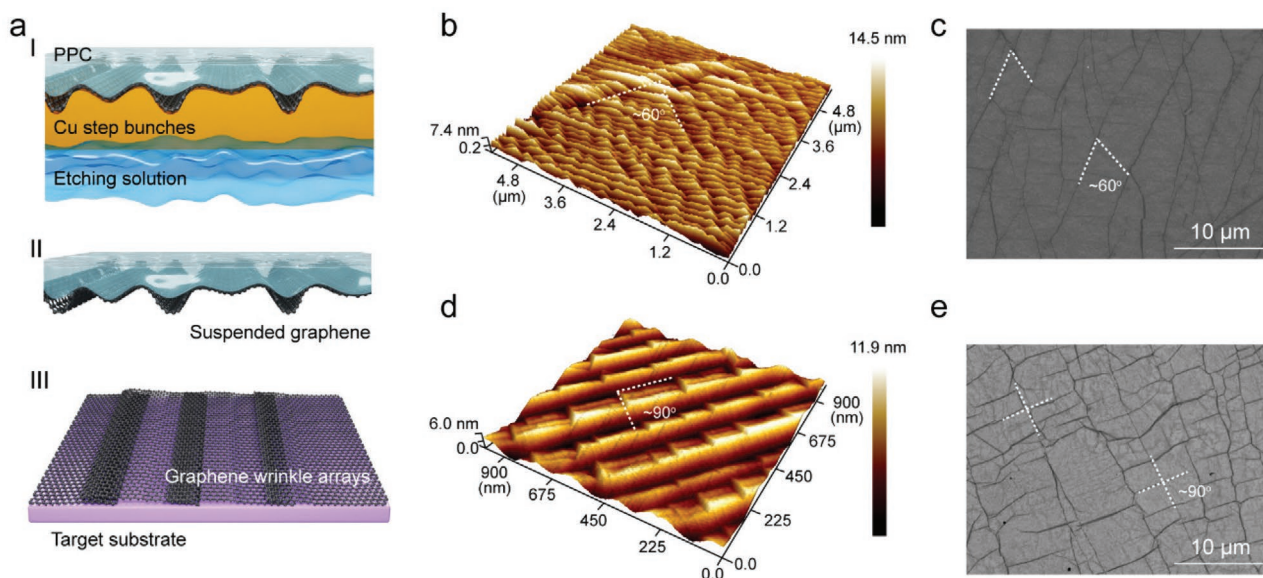 a
I
PPC
Cu step bunches
Etching solution
II
Suspended graphene
III
Graphene wrinkle arrays
Target substrate
b
14.5 nm
~60°
7.4 nm
0.2
4.8
(μm)
3.6
2.4
1.2
0.0
0.0
1.2
2.4
3.6
4.8
(μm)
c
~60°
10 μm
d
11.9 nm
~90°
6.0 nm
0.0
900
(nm)
675
450
225
0.0
0.0
225
450
675
900
(nm)
e
~90°
10 μm